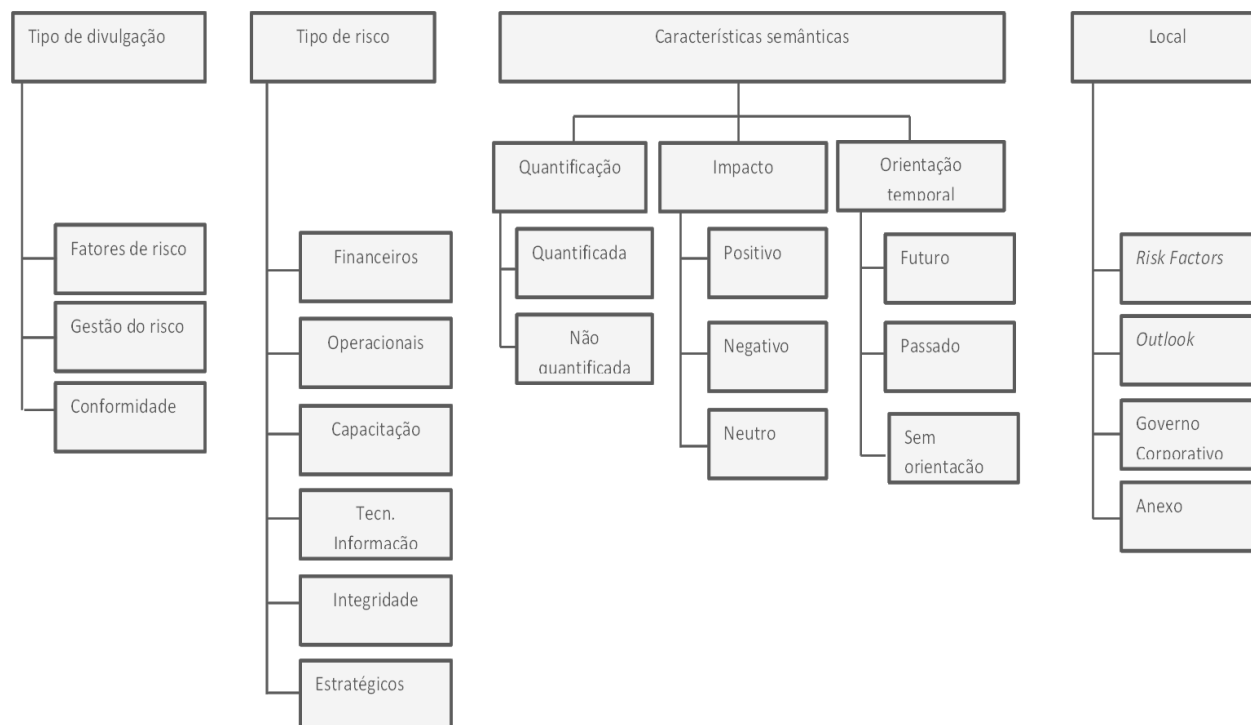 Tipo de divulgação
Fatores de risco
Gestão do risco
Conformidade
Tipo de risco
Financeiros
Operacionais
Capacitação
Tecn.
Informação
Integridade
Estratégicos
Características semânticas
Quantificação
Quantificada
Não
quantificada
Impacto
Positivo
Negativo
Neutro
Orientação
temporal
Futuro
Passado
Sem
orientação
Local
Risk Factors
Outlook
Governo
Corporativo
Anexo